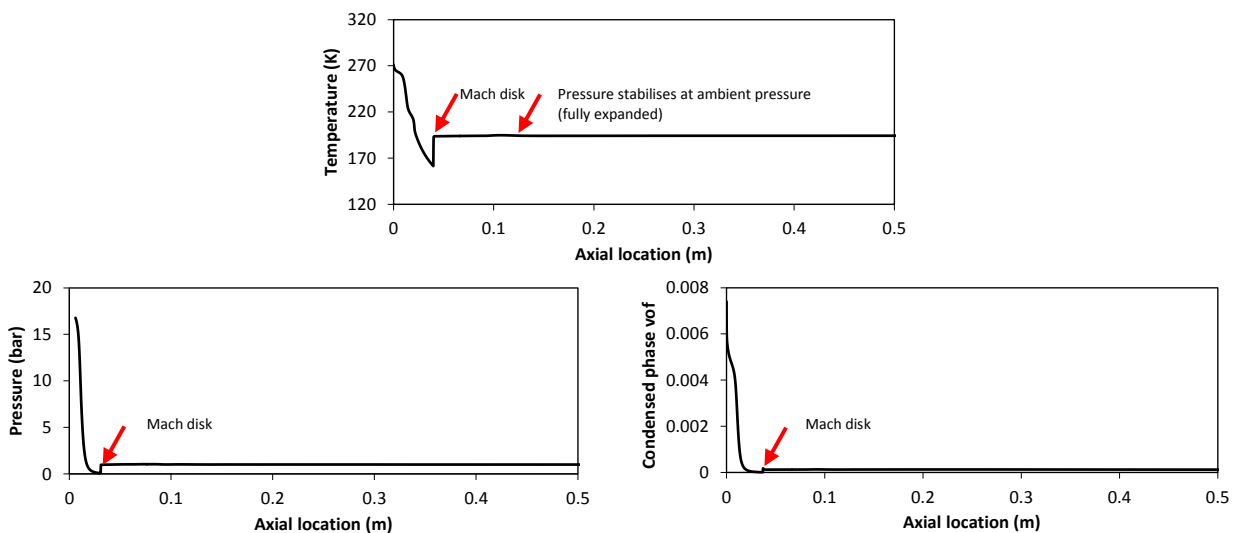 Temperature (K)
320
270
220
170
120
Mach disk
Pressure stabilises at ambient pressure
(fully expanded)
0 0.1 0.2 0.3 0.4 0.5
Axial location (m)
Pressure (bar)
20
15
10
5
0
Mach disk
0 0.1 0.2 0.3 0.4 0.5
Axial location (m)
Condensed phase vof
0.008
0.006
0.004
0.002
0
Mach disk
0 0.1 0.2 0.3 0.4 0.5
Axial location (m)